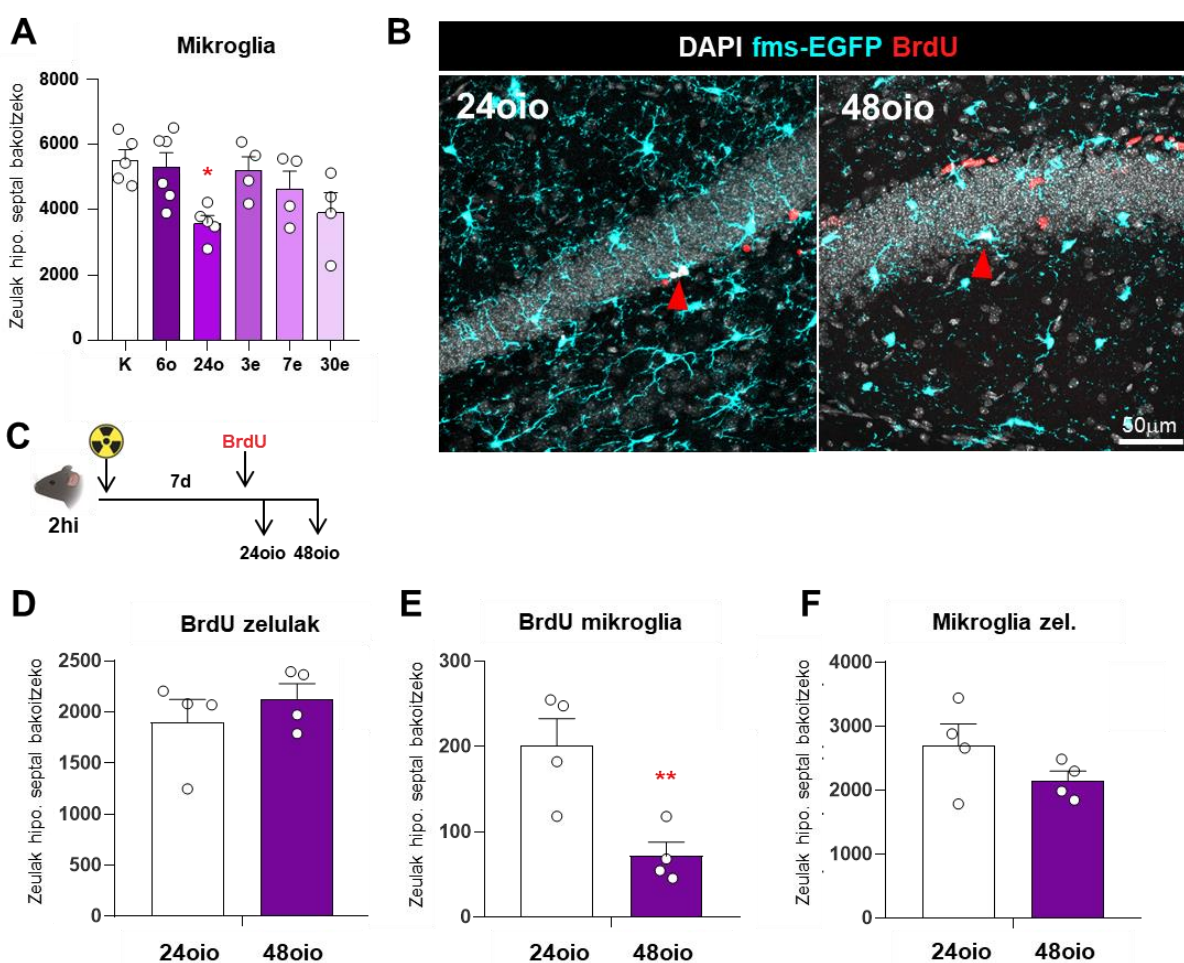 A
Mikroglia
Zeulak hipo. septal bakoitzeko
8000
6000
4000
2000
0
*
K 6o 24o 3e 7e 30e
B
DAPI fms-EGFP BrdU
24oio
48oio
50µm
C
BrdU
7d
2hi
24oio 48oio
D
BrdU zelulak
Zeulak hipo. septal bakoitzeko
2500
2000
1500
1000
500
0
24oio 48oio
E
BrdU mikroglia
Zeulak hipo. septal bakoitzeko
300
200
100
0
**
24oio 48oio
F
Mikroglia zel.
Zeulak hipo. septal bakoitzeko
4000
3000
2000
1000
0
24oio 48oio